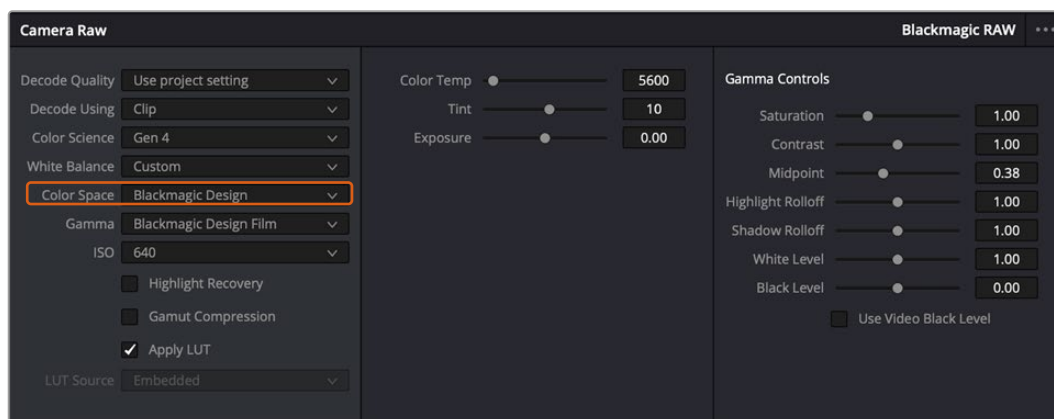 Camera Raw
Blackmagic RAW
Decode Quality Use project setting
Decode Using Clip
Color Science Gen 4
White Balance Custom
Color Space Blackmagic Design
Gamma Blackmagic Design Film
ISO 640
Highlight Recovery
Gamut Compression
Apply LUT
LUT Source Embedded
Color Temp 5600
Tint 10
Exposure 0.00
Gamma Controls
Saturation 1.00
Contrast 1.00
Midpoint 0.38
Highlight Rolloff 1.00
Shadow Rolloff 1.00
White Level 1.00
Black Level 0.00
Use Video Black Level